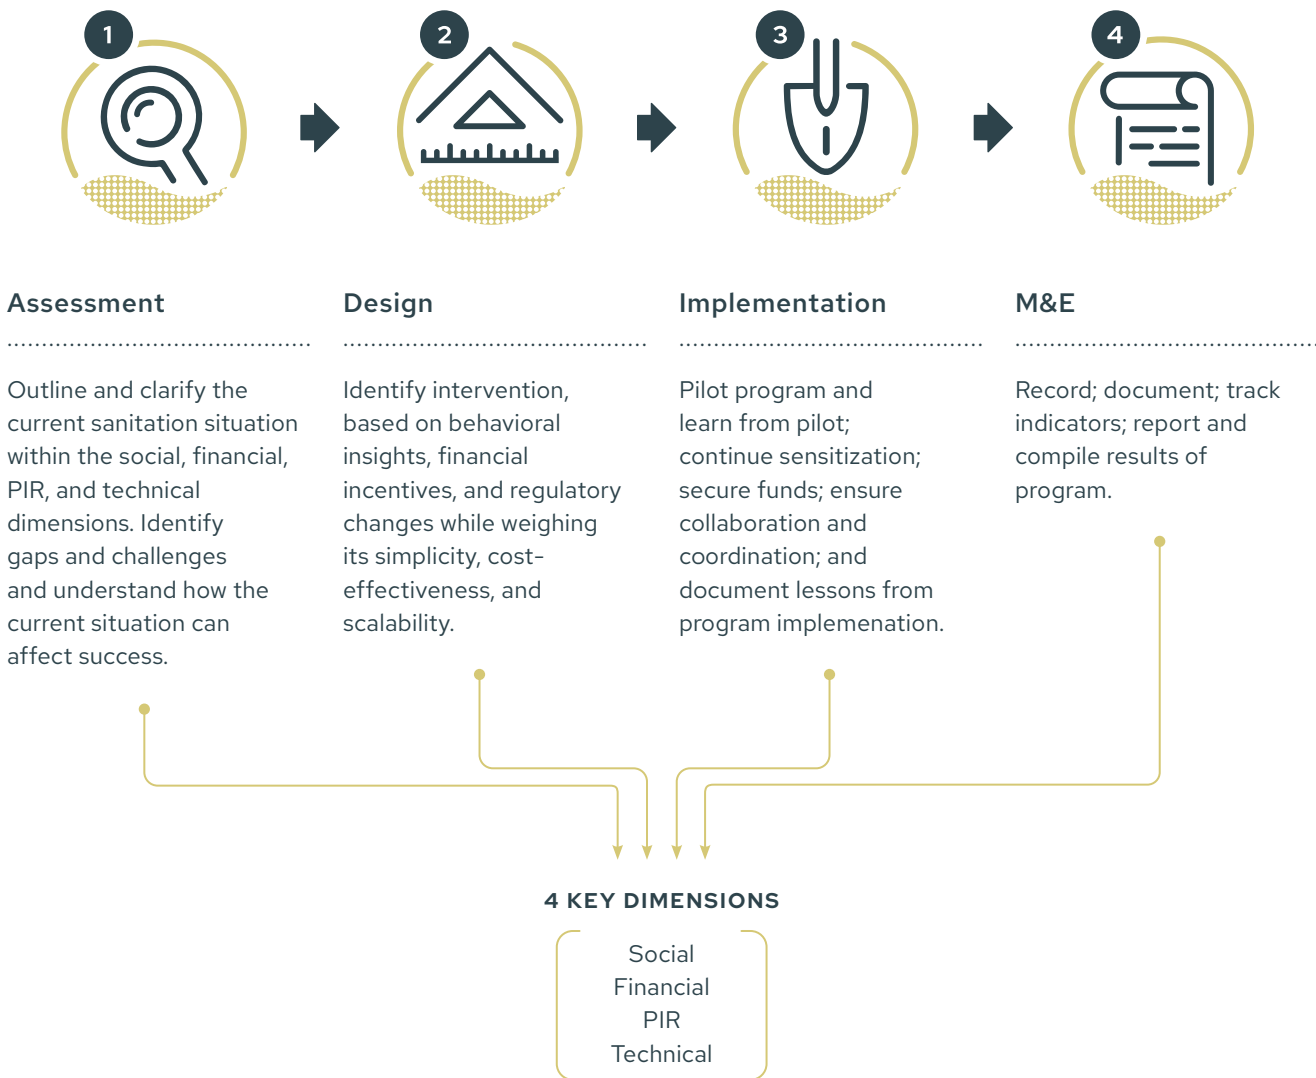 1
2
3
4
Assessment
Outline and clarify the
current sanitation situation
within the social, financial,
PIR, and technical
dimensions. Identify
gaps and challenges
and understand how the
current situation can
affect success.
Design
Identify intervention,
based on behavioral
insights, financial
incentives, and regulatory
changes while weighing
its simplicity, cost-
effectiveness, and
scalability.
Implementation
Pilot program and
learn from pilot;
continue sensitization;
secure funds; ensure
collaboration and
coordination; and
document lessons from
program implemenation.
M&E
Record; document; track
indicators; report and
compile results of
program.
4 KEY DIMENSIONS
Social
Financial
PIR
Technical